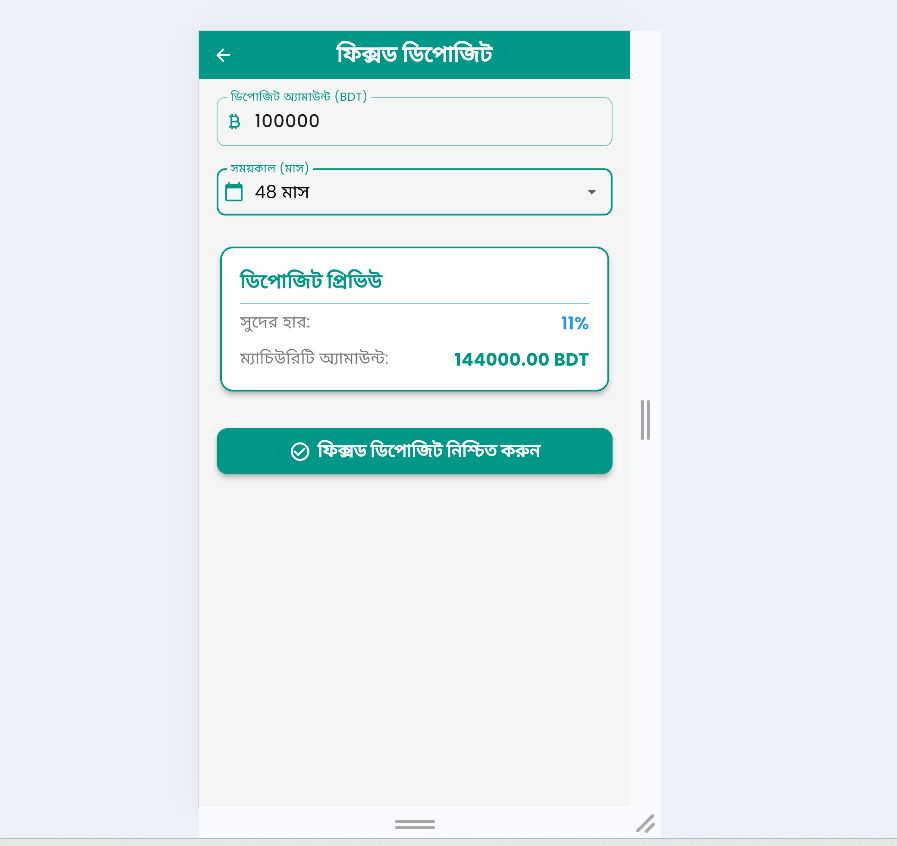 ফিক্সড ডিপোজিট
ডিপোজিট অ্যামাউন্ট (BDT)
100000
সময়কাল (মাস)
48 মাস
ডিপোজিট প্রিভিউ
সুদের হার: 11%
ম্যাচিউরিটি অ্যামাউন্ট: 144000.00 BDT
ফিক্সড ডিপোজিট নিশ্চিত করুন